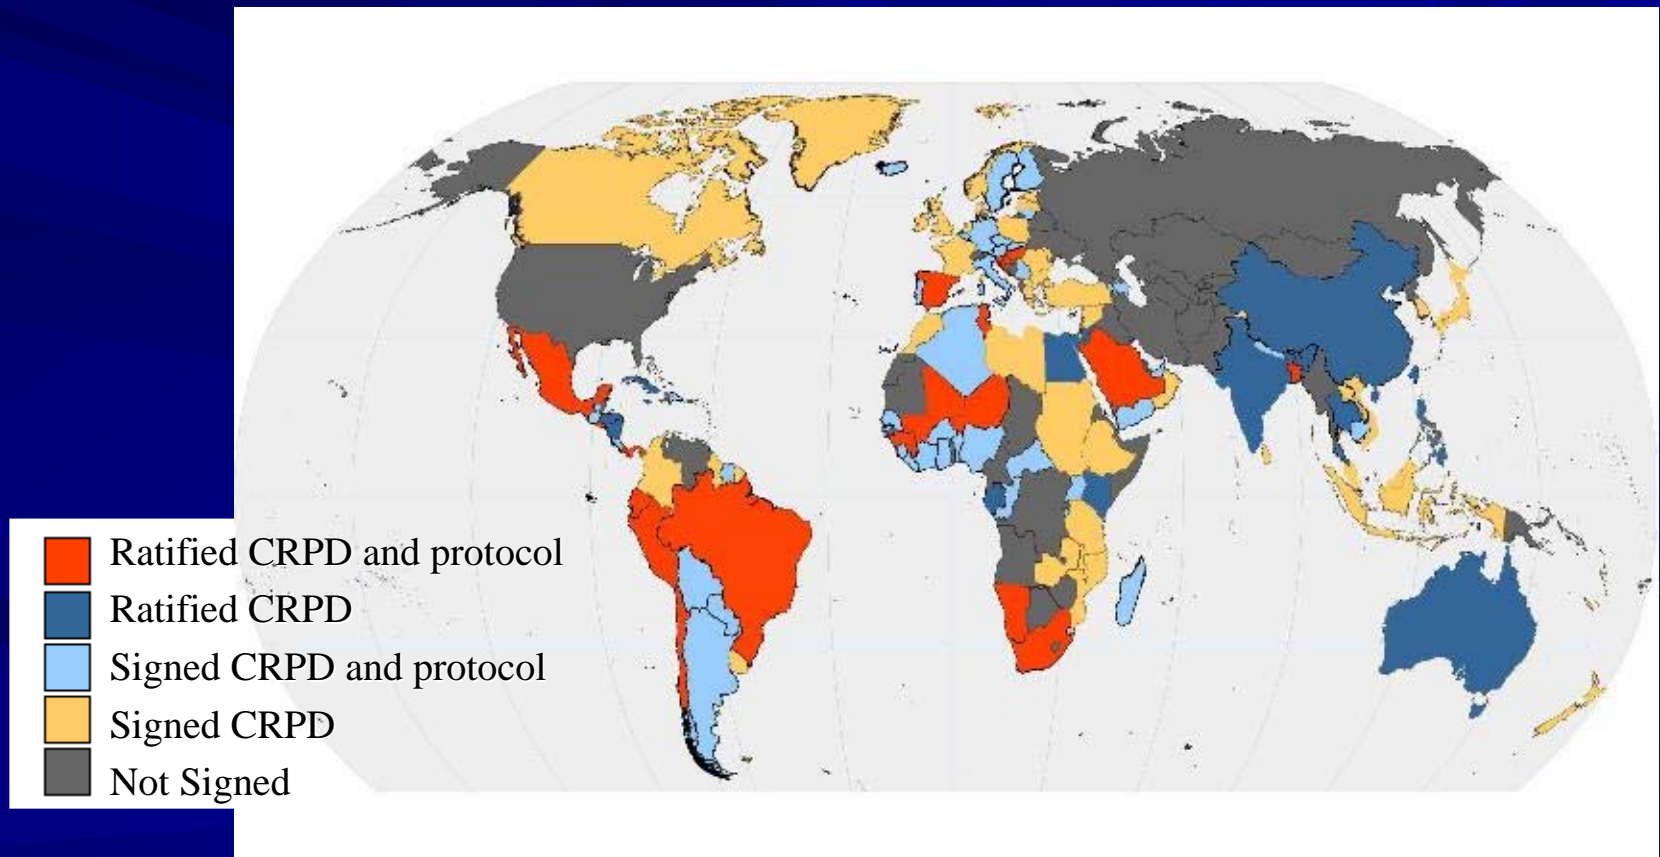 Ratified CRPD and protocol
Ratified CRPD
Signed CRPD and protocol
Signed CRPD
Not Signed